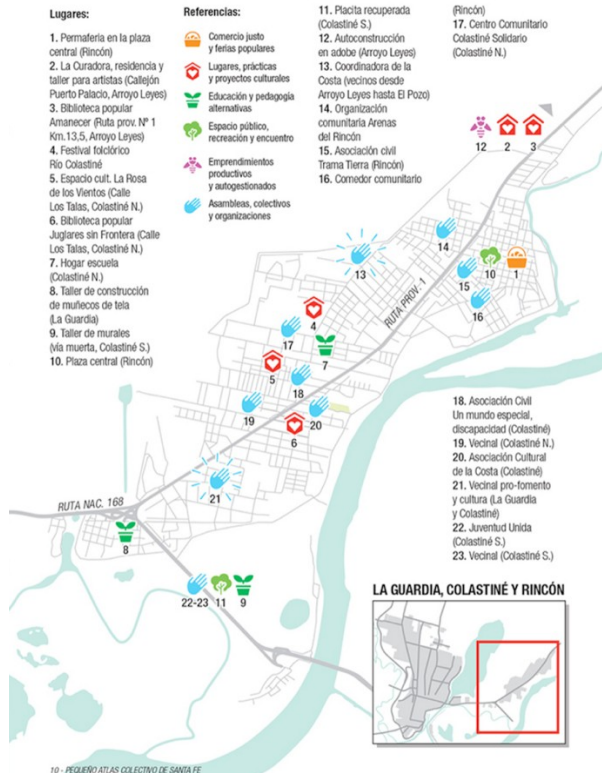 Lugares:
1. Permaferia en la plaza
central (Rincón)
2. La Curadora, residencia y
taller para artistas (Callejón
Puerto Palacio, Arroyo Leyes)
3. Biblioteca popular
Amanecer (Ruta prov. Nº 1
Km.13,5, Arroyo Leyes)
4. Festival folclórico
Río Colastiné
5. Espacio cult. La Rosa
de los Vientos (Calle
Los Talas, Colastiné N.)
6. Biblioteca popular
Juglares sin Frontera (Calle
Los Talas, Colastiné N.)
7. Hogar escuela
(Colastiné N.)
8. Taller de construcción
de muñecos de tela
(La Guardia)
9. Taller de murales
(vía muerta, Colastiné S.)
10. Plaza central (Rincón)
Referencias:
Comercio justo
y ferias populares
Lugares, prácticas
y proyectos culturales
Educación y pedagogía
alternativas
Espacio público,
recreación y encuentro
Emprendimientos
productivos
y autogestionados
Asambleas, colectivos
y organizaciones
11. Placita recuperada
(Colastiné S.)
12. Autoconstrucción
en adobe (Arroyo Leyes)
13. Coordinadora de la
Costa (vecinos desde
Arroyo Leyes hasta El Pozo)
14. Organización
comunitaria Arenas
del Rincón
15. Asociación civil
Trama Tierra (Rincón)
16. Comedor comunitario
(Rincón)
17. Centro Comunitario
Colastiné Solidario
(Colastiné N.)
12 2 3
14
13
15 10 1
16
RUTA PROV. 1
4
17
7
5
18
19 20
6
21
RUTA NAC. 168
8
22-23 11 9
18. Asociación Civil
Un mundo especial,
discapacidad (Colastiné)
19. Vecinal (Colastiné N.)
20. Asociación Cultural
de la Costa (Colastiné)
21. Vecinal pro-fomento
y cultura (La Guardia
y Colastiné)
22. Juventud Unida
(Colastiné S.)
23. Vecinal (Colastiné S.)
LA GUARDIA, COLASTINÉ Y RINCÓN
10 - PEQUEÑO ATLAS COLECTIVO DE SANTA FE